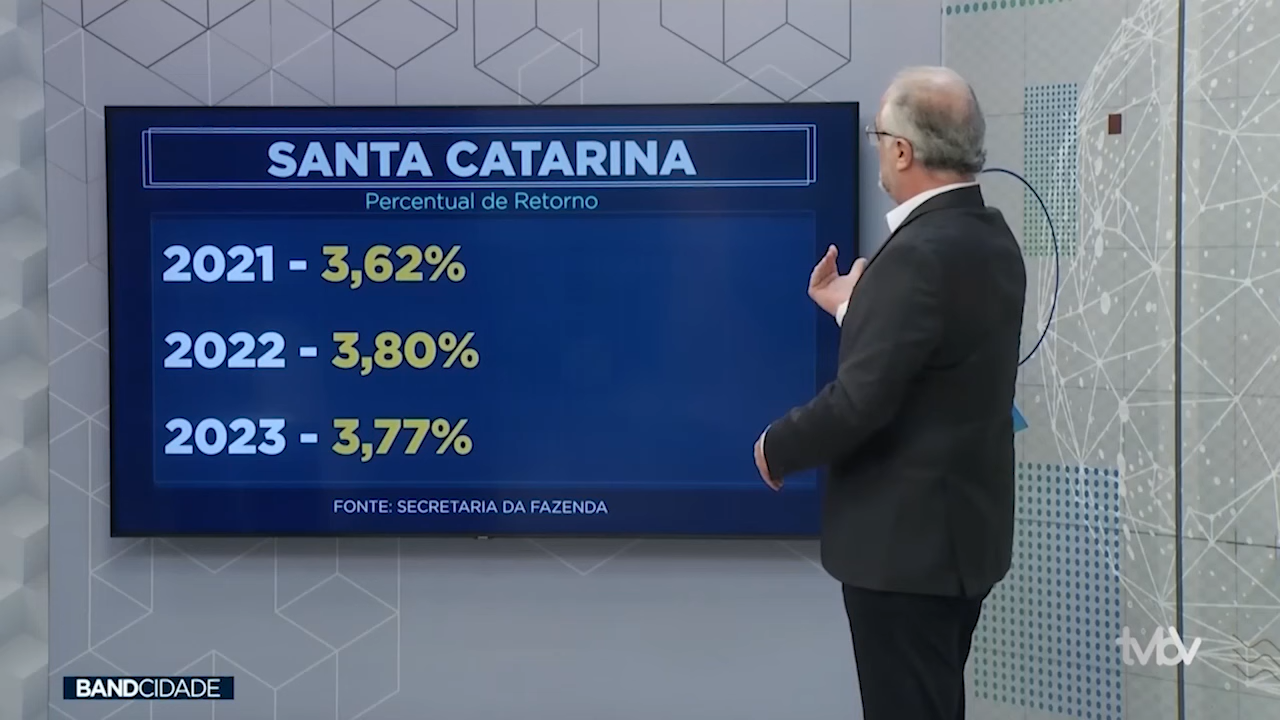 SANTA CATARINA
Percentual de Retorno
2021 - 3,62%
2022 - 3,80%
2023 - 3,77%
FONTE: SECRETARIA DA FAZENDA
BANDCIDADE
tvbv